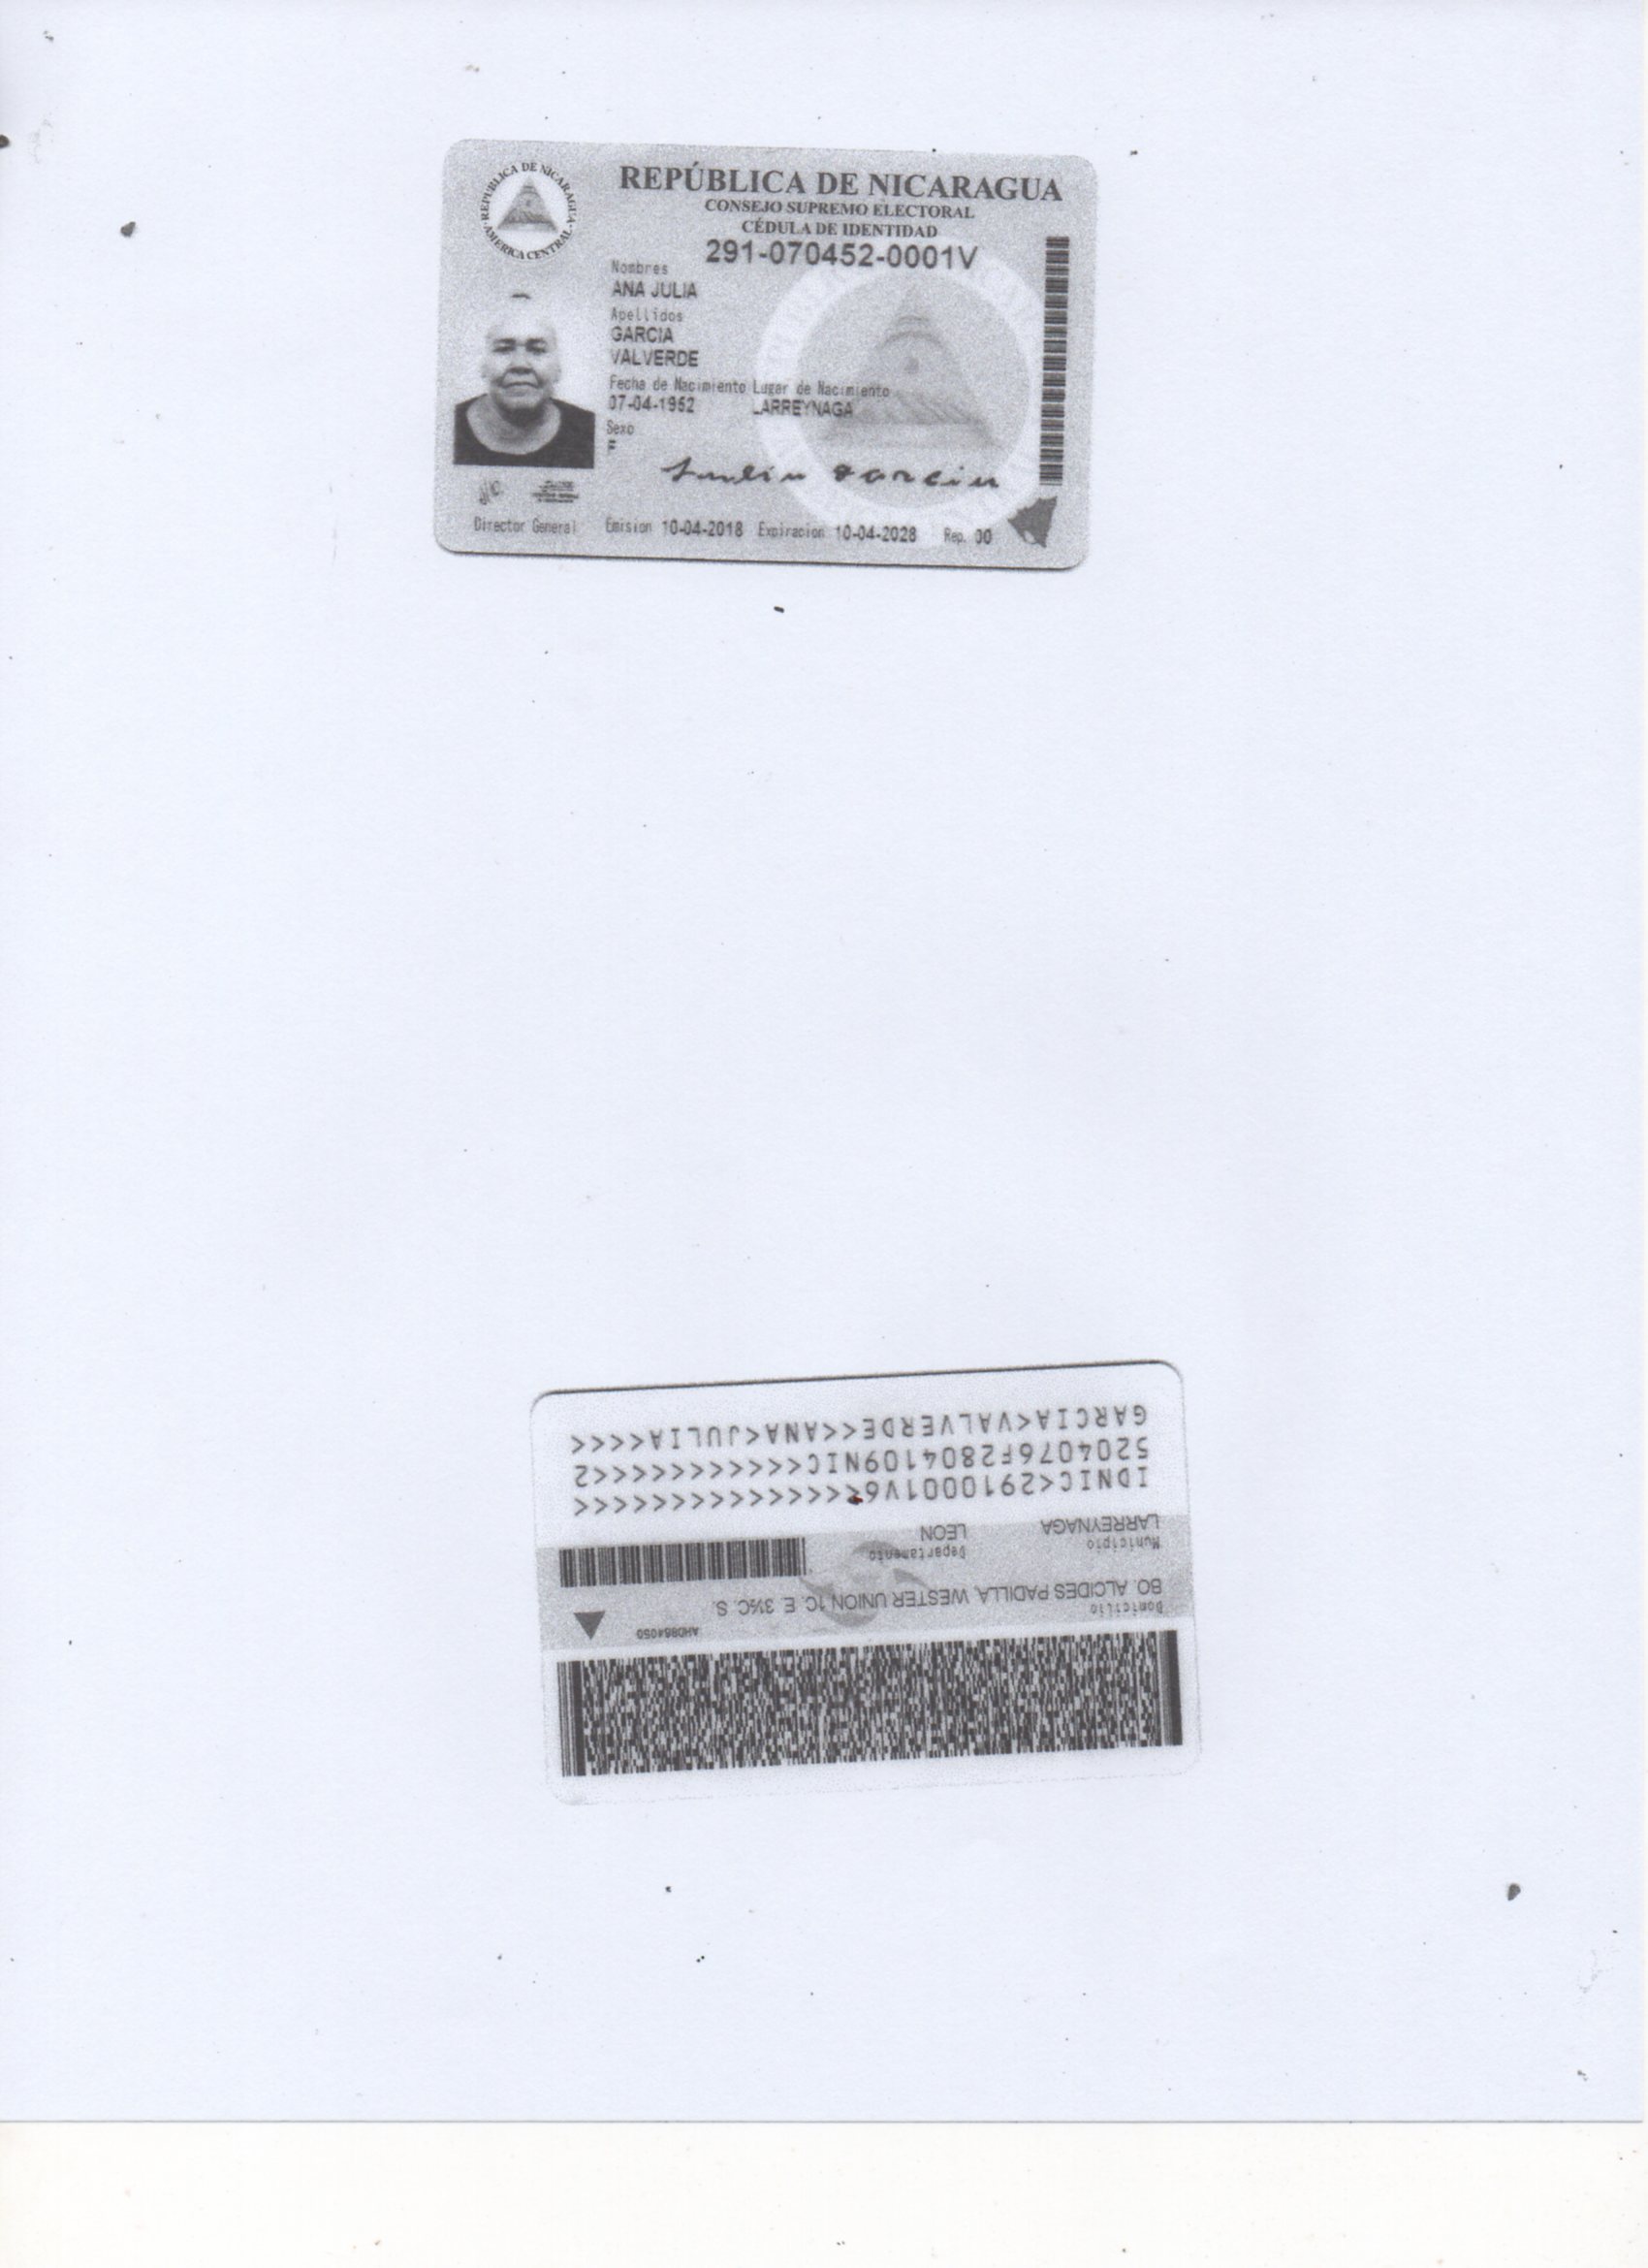 REPÚBLICA DE NICARAGUA
AMERICA CENTRAL
REPÚBLICA DE NICARAGUA
CONSEJO SUPREMO ELECTORAL
CÉDULA DE IDENTIDAD
291-070452-0001V
Nombres
ANA JULIA
Apellidos
GARCIA
VALVERDE
Fecha de Nacimiento Lugar de Nacimiento
07-04-1952 LARREYNAGA
Sexo
F
Julia Garcia
Director General Emision 10-04-2018 Expiracion 10-04-2028 Rep. 00
AHD864050
Domicilio
BO. ALCIDES PADILLA, WESTER UNION 1C. E. 3½C. S.
Municipio Departamento
LARREYNAGA LEON
IDNIC<2910001V6<<<<<<<<<<<<<<<
5204076F2804109NIC<<<<<<<<<<<2
GARCIA<VALVERDE<<ANA<JULIA<<<<